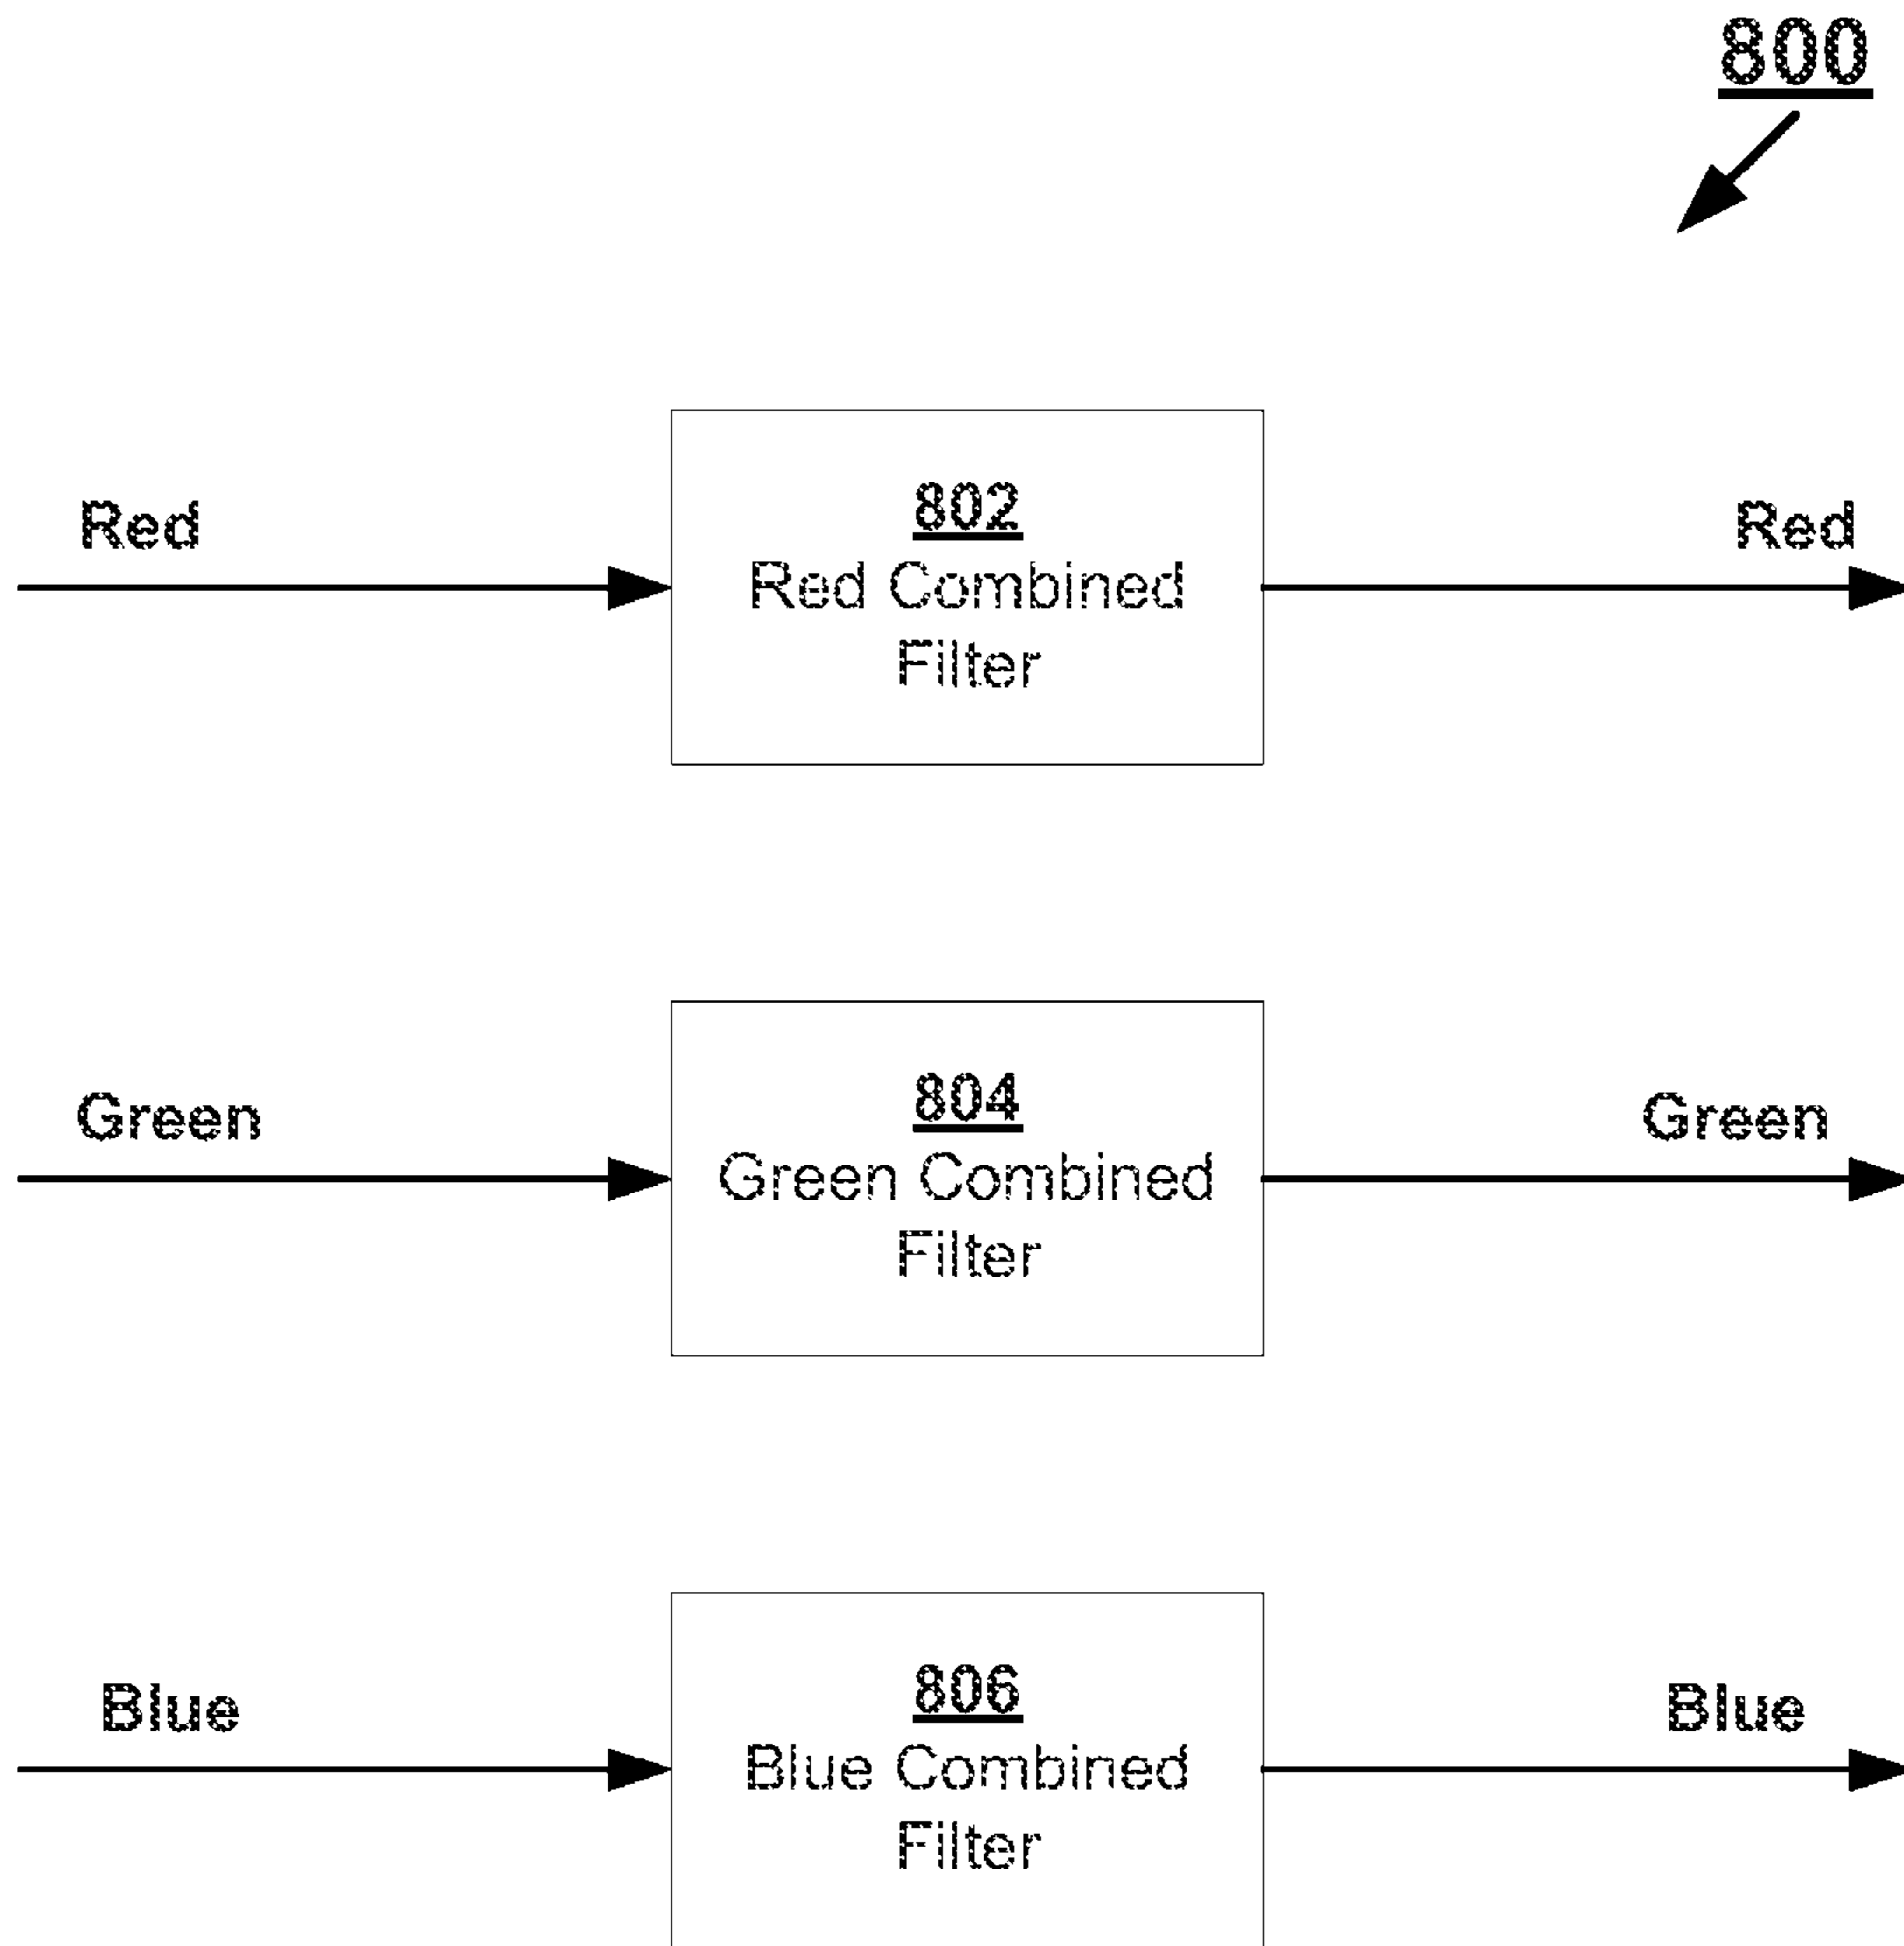 800
Red
802
Red Combined
Filter
Red
Green
804
Green Combined
Filter
Green
Blue
806
Blue Combined
Filter
Blue